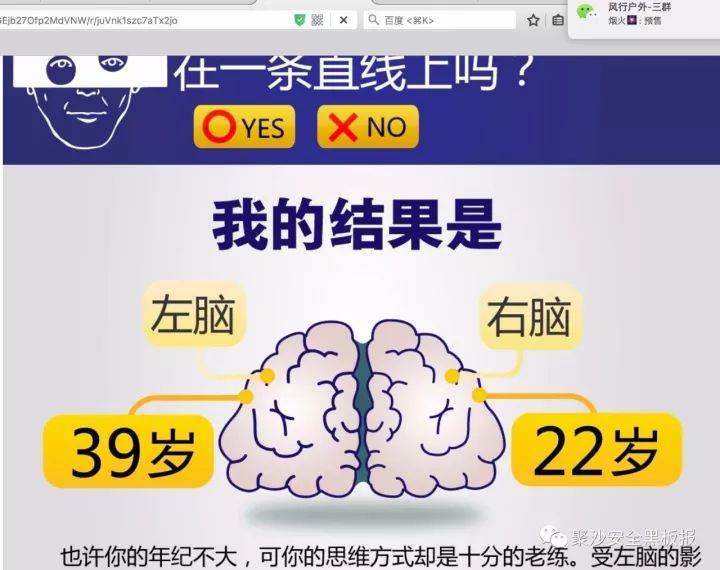 GEjb27Ofp2MdVNW/r/juVnk1szc7aTx2jo
百度 <⌘K>
风行户外-三群
烟火🎆: 预售
在一条直线上吗？
YES
NO
我的结果是
左脑
右脑
39岁
22岁
聚沙安全黑板报
也许你的年纪不大，可你的思维方式却是十分的老练。受左脑的影